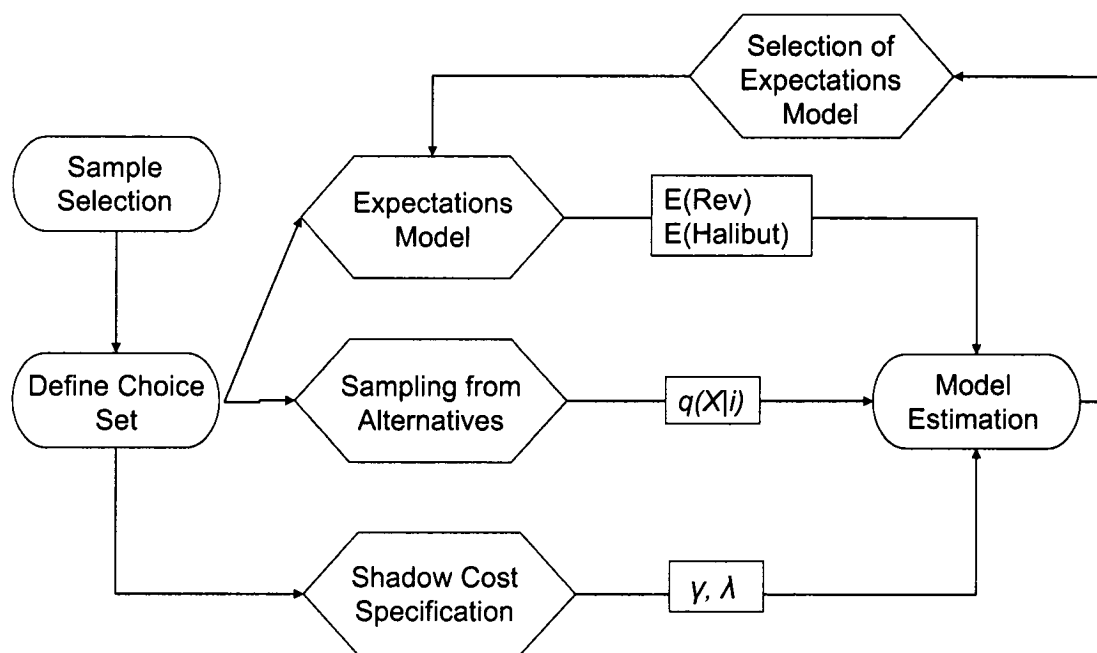 Selection of
Expectations
Model
Sample
Selection
Expectations
Model
E(Rev)
E(Halibut)
Define Choice
Set
Sampling from
Alternatives
q(X|i)
Model
Estimation
Shadow Cost
Specification
γ, λ